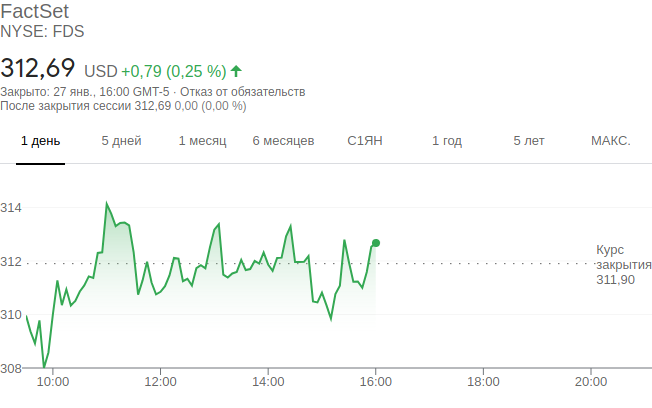 FactSet
NYSE: FDS
312,69 USD +0,79 (0,25 %)
Закрыто: 27 янв., 16:00 GMT-5 · Отказ от обязательств
После закрытия сессии 312,69 0,00 (0,00 %)
1 день 5 дней 1 месяц 6 месяцев С1ЯН 1 год 5 лет МАКС.
314
312
310
308
Курс
закрытия
311,90
10:00 12:00 14:00 16:00 18:00 20:00